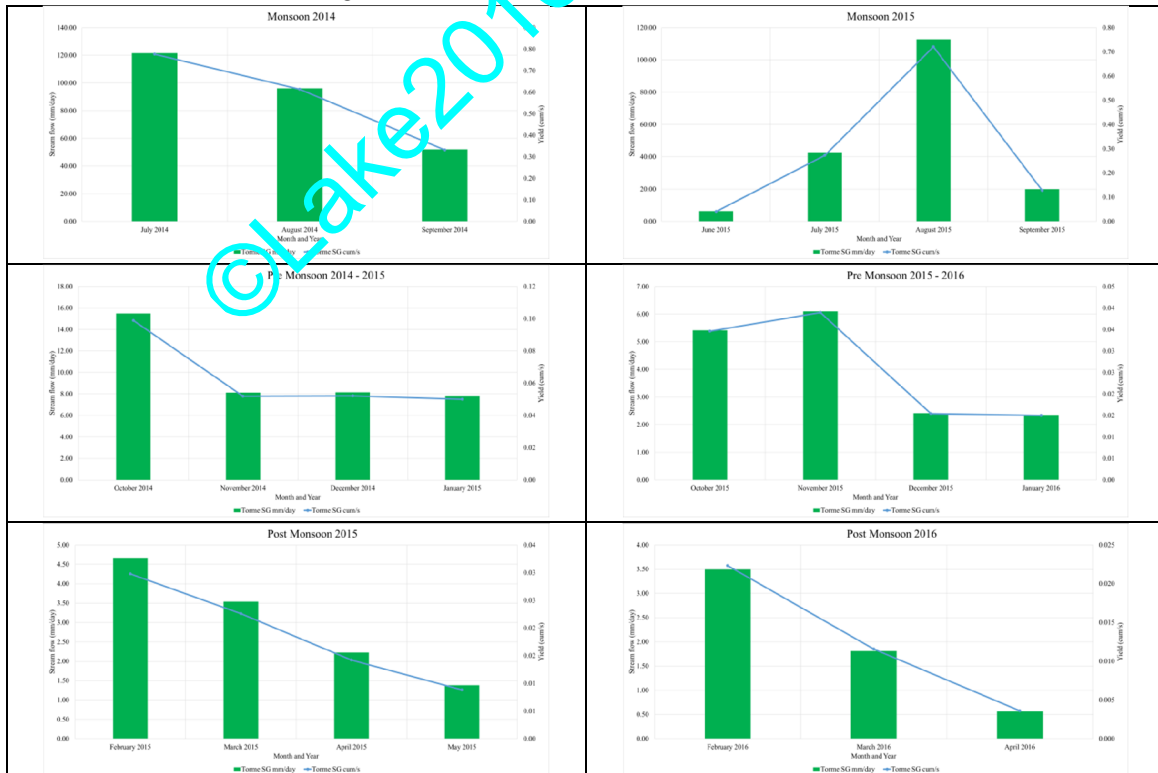 ©Lake201
Monsoon 2014
140.00
120.00
100.00
80.00
60.00
40.00
20.00
0.00
Stream flow (mm/day)
0.80
0.70
0.60
0.50
0.40
0.30
0.20
0.10
0.00
Yield (cum/s)
July 2014 August 2014 September 2014
Month and Year
Torme SG mm/day Torme SG cum/s
Monsoon 2015
120.00
100.00
80.00
60.00
40.00
20.00
0.00
Stream flow (mm/day)
0.80
0.70
0.60
0.50
0.40
0.30
0.20
0.10
0.00
Yield (cum/s)
June 2015 July 2015 August 2015 September 2015
Month and Year
Torme SG mm/day Torme SG cum/s
Pre Monsoon 2014 - 2015
18.00
16.00
14.00
12.00
10.00
8.00
6.00
4.00
2.00
0.00
Stream flow (mm/day)
0.12
0.10
0.08
0.06
0.04
0.02
0.00
Yield (cum/s)
October 2014 November 2014 December 2014 January 2015
Month and Year
Torme SG mm/day Torme SG cum/s
Pre Monsoon 2015 - 2016
7.00
6.00
5.00
4.00
3.00
2.00
1.00
0.00
Stream flow (mm/day)
0.05
0.04
0.04
0.03
0.03
0.02
0.02
0.01
0.01
0.00
Yield (cum/s)
October 2015 November 2015 December 2015 January 2016
Month and Year
Torme SG mm/day Torme SG cum/s
Post Monsoon 2015
5.00
4.50
4.00
3.50
3.00
2.50
2.00
1.50
1.00
0.50
0.00
Stream flow (mm/day)
0.04
0.03
0.03
0.02
0.02
0.01
0.01
0.00
Yield (cum/s)
February 2015 March 2015 April 2015 May 2015
Month and Year
Torme SG mm/day Torme SG cum/s
Post Monsoon 2016
4.00
3.50
3.00
2.50
2.00
1.50
1.00
0.50
0.00
Stream flow (mm/day)
0.025
0.020
0.015
0.010
0.005
0.000
Yield (cum/s)
February 2016 March 2016 April 2016
Month and Year
Torme SG mm/day Torme SG cum/s